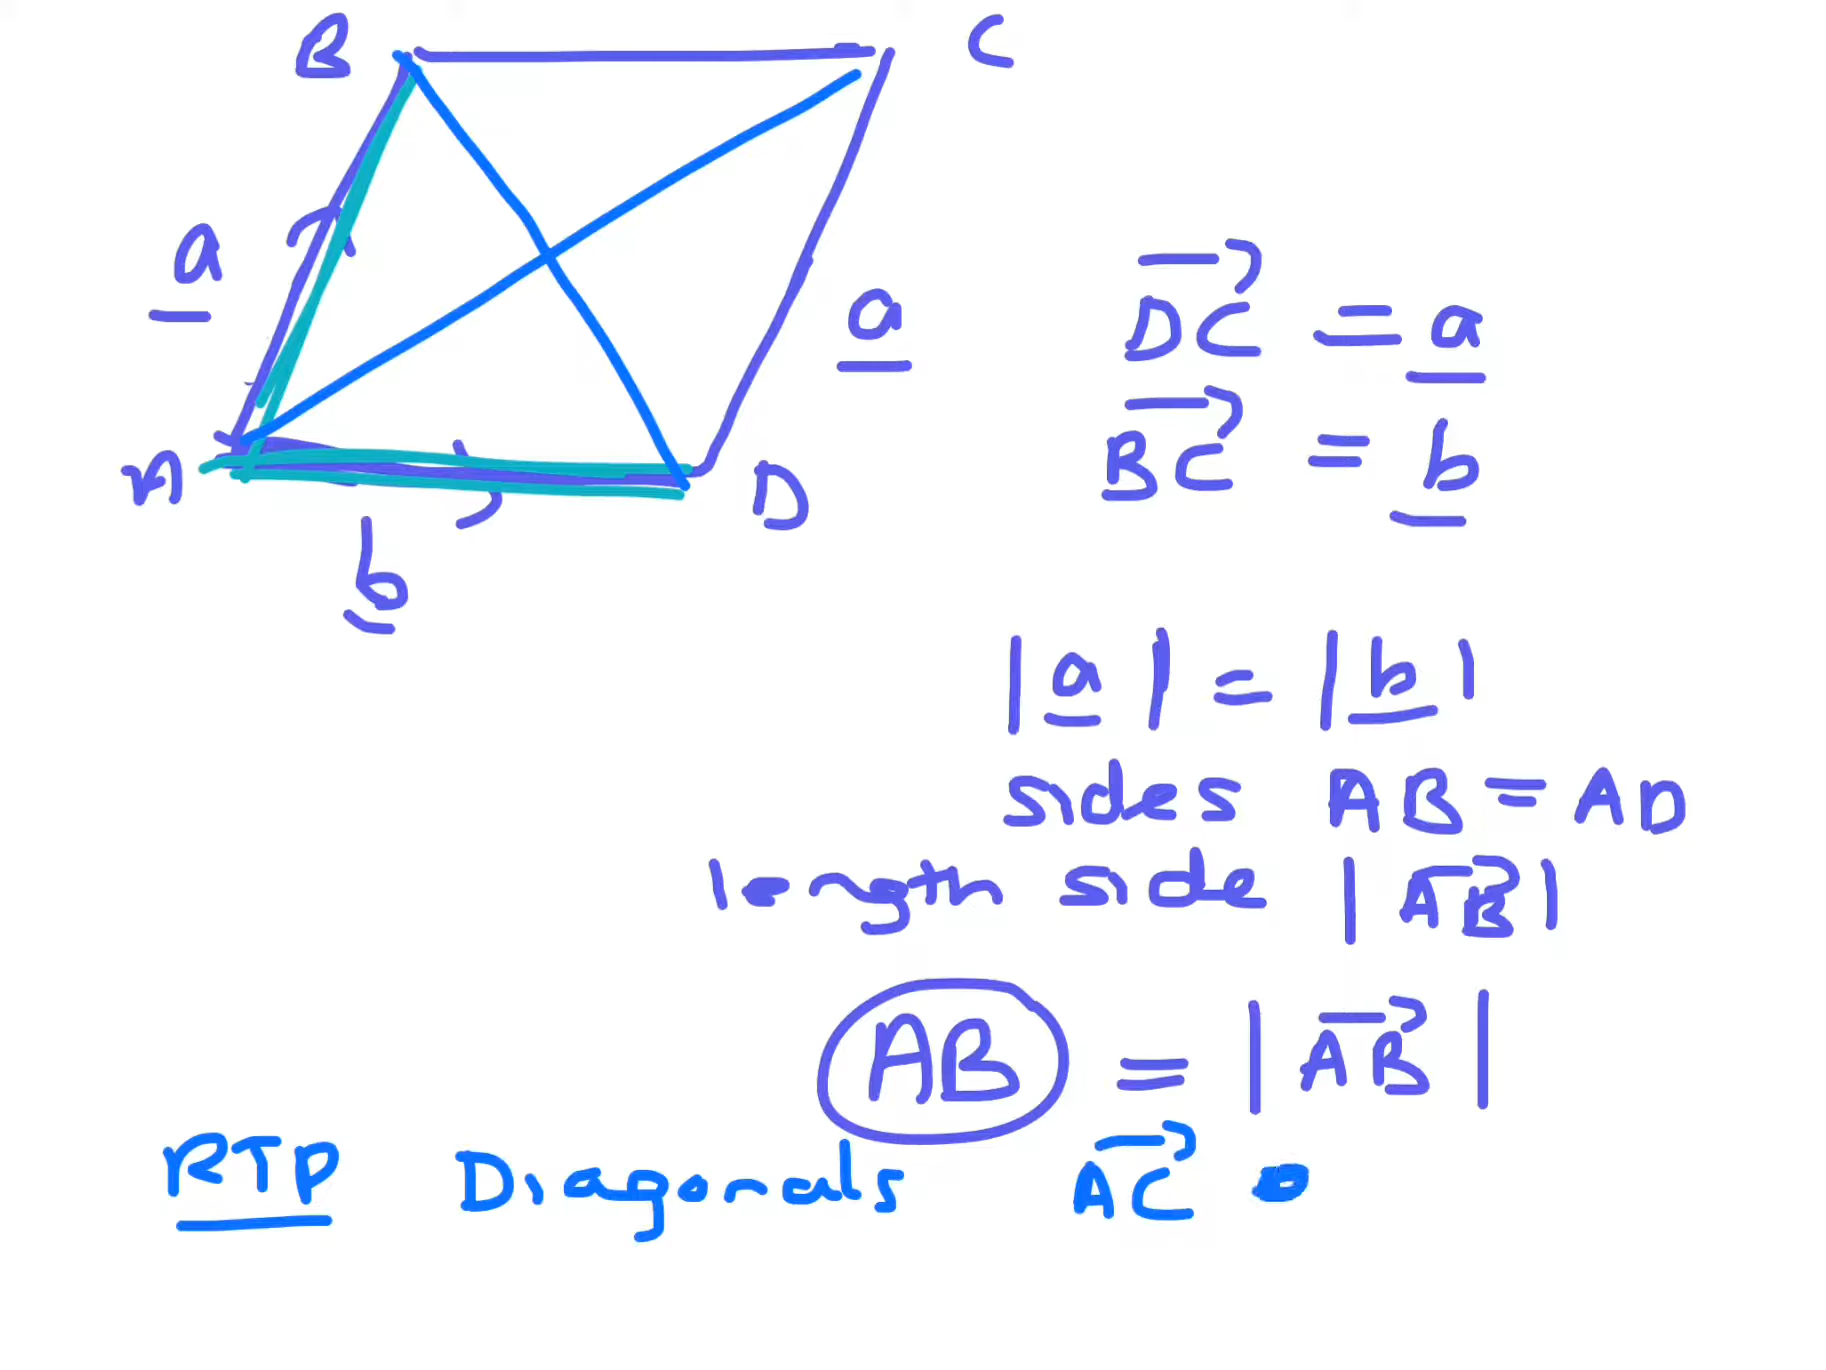 B C
a
a
A D
b
DC = a
BC = b
|a| = |b|
sides AB = AD
length side |AB|
AB = |AB|
RTP Diagonals AC •